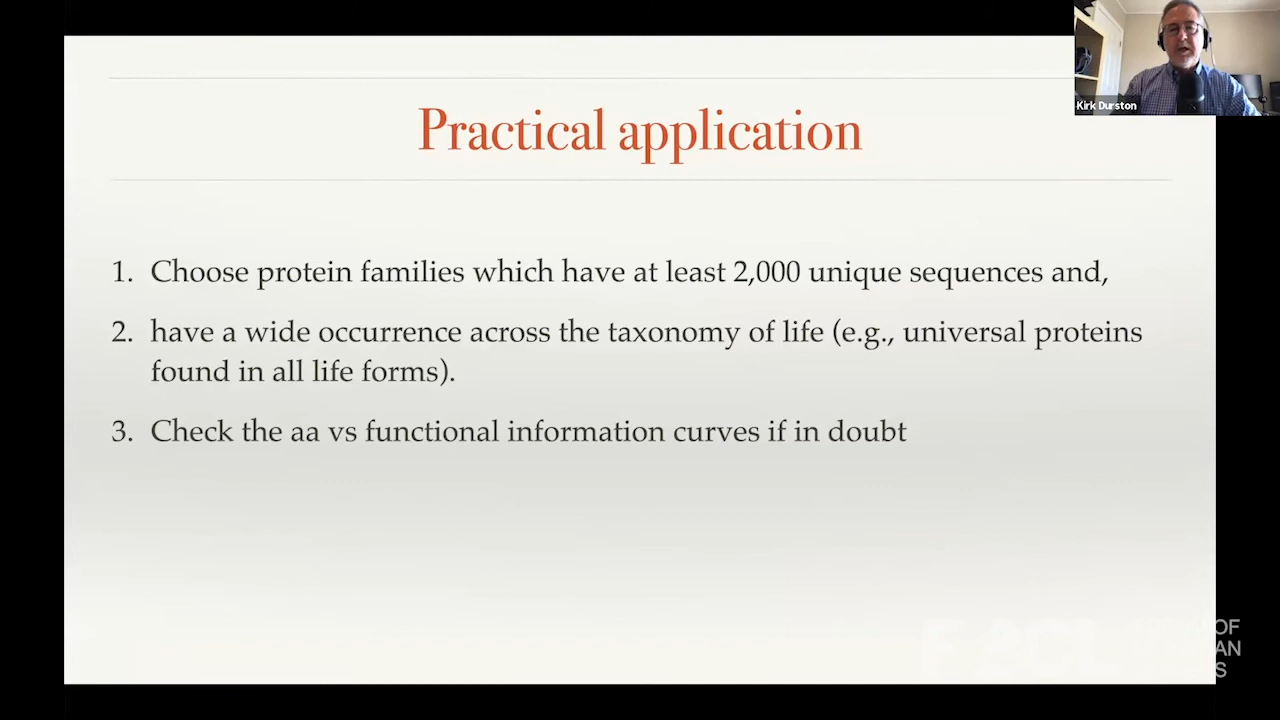 Kirk Durston
Practical application
1. Choose protein families which have at least 2,000 unique sequences and,
2. have a wide occurrence across the taxonomy of life (e.g., universal proteins
found in all life forms).
3. Check the aa vs functional information curves if in doubt
OF
AN
S